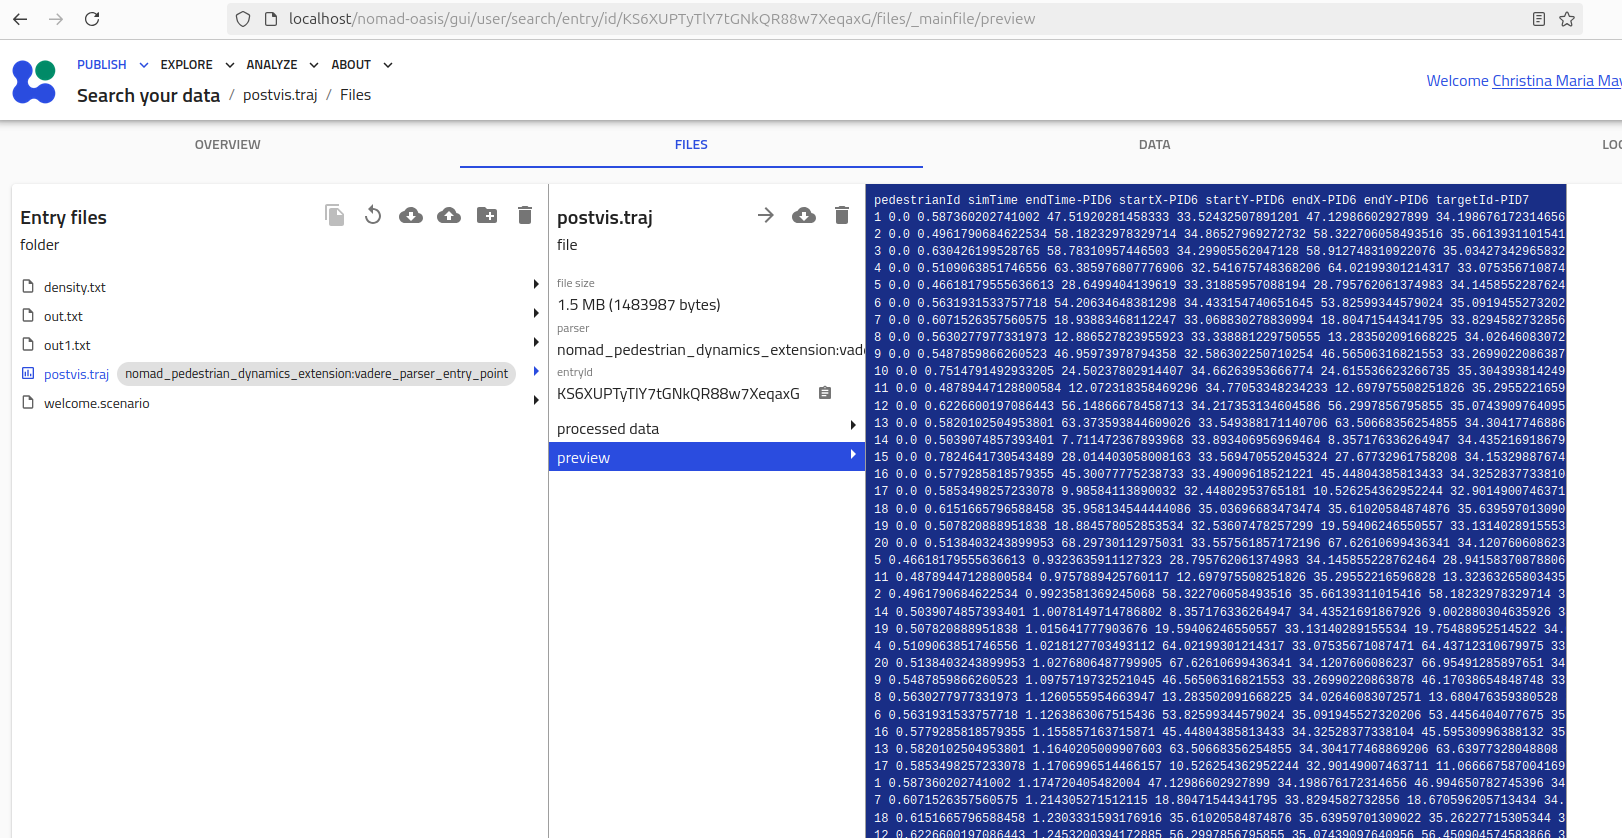 localhost/nomad-oasis/gui/user/search/entry/id/KS6XUPTyTlY7tGNkQR88w7XeqaxG/files/_mainfile/preview
PUBLISH EXPLORE ANALYZE ABOUT
Search your data / postvis.traj / Files
Welcome Christina Maria May
OVERVIEW FILES DATA LOG
Entry files
folder
density.txt
out.txt
out1.txt
postvis.traj nomad_pedestrian_dynamics_extension:vadere_parser_entry_point
welcome.scenario
postvis.traj
file
file size
1.5 MB (1483987 bytes)
parser
nomad_pedestrian_dynamics_extension:vade
entryId
KS6XUPTyTlY7tGNkQR88w7XeqaxG
processed data
preview
pedestrianId simTime endTime-PID6 startX-PID6 startY-PID6 endX-PID6 endY-PID6 targetId-PID7
1 0.0 0.587360202741002 47.51920281458333 33.52432507891201 47.12986602927899 34.198676172314656
2 0.0 0.4961790684622534 58.18232978329714 34.86527969272732 58.322706058493516 35.6613931101541
3 0.0 0.630426199528765 58.78310957446503 34.29905562047128 58.912748310922076 35.03427342965832
4 0.0 0.5109063851746556 63.385976807776906 32.541675748368206 64.02199301214317 33.075356710874
5 0.0 0.46618179555636613 28.6499404139619 33.31885957088194 28.795762061374983 34.1458552287624
6 0.0 0.5631931533757718 54.20634648381298 34.433154740651645 53.82599344579024 35.0919455273202
7 0.0 0.6071526357560575 18.93883468112247 33.068830278830994 18.80471544341795 33.8294582732856
8 0.0 0.5630277977331973 12.886527823955923 33.338881229750555 13.283502091668225 34.02646083072
9 0.0 0.5487859866260523 46.95973978794358 32.586302250710254 46.56506316821553 33.2699022086387
10 0.0 0.7514791492933205 24.50237802914407 34.66263953666774 24.615536623266735 35.304393814249
11 0.0 0.48789447128800584 12.072318358469296 34.77053348234233 12.697975508251826 35.2955221659
12 0.0 0.6226600197086443 56.14866678458713 34.217353134604586 56.2997856795855 35.0743909764095
13 0.0 0.5820102504953801 63.373593844609026 33.549388171140706 63.50668356254855 34.30417746886
14 0.0 0.5039074857393401 7.711472367893968 33.893406956969464 8.357176336264947 34.435216918679
15 0.0 0.7824641730543489 28.014403058008163 33.569470552045324 27.67732961758208 34.15329887674
16 0.0 0.5779285818579355 45.30077775238733 33.49009618521221 45.44804385813433 34.3252837733810
17 0.0 0.5853498257233078 9.98584113890032 32.44802953765181 10.526254362952244 32.9014900746371
18 0.0 0.6151665796588458 35.958134544444086 35.03696683473474 35.61020584874876 35.639597013090
19 0.0 0.507820888951838 18.884578052853534 32.53607478257299 19.59406246550557 33.1314028915553
20 0.0 0.5138403243899953 68.29730112975031 33.557561857172196 67.62610699436341 34.120760608623
5 0.46618179555636613 0.9323635911127323 28.795762061374983 34.145855228762464 28.94158370878806
11 0.48789447128800584 0.9757889425760117 12.697975508251826 35.29552216596828 13.32363265803435
2 0.4961790684622534 0.9923581369245068 58.322706058493516 35.66139311015416 58.18232978329714 3
14 0.5039074857393401 1.0078149714786802 8.357176336264947 34.43521691867926 9.002880304635926 3
19 0.507820888951838 1.015641777903676 19.59406246550557 33.13140289155534 19.75488952514522 34.
4 0.5109063851746556 1.0218127703493112 64.02199301214317 33.07535671087471 64.43712310679975 33
20 0.5138403243899953 1.0276806487799905 67.62610699436341 34.1207606086237 66.95491285897651 34
9 0.5487859866260523 1.0975719732521045 46.56506316821553 33.26990220863878 46.17038654848748 33
8 0.5630277977331973 1.1260555954663947 13.283502091668225 34.02646083072571 13.680476359380528
6 0.5631931533757718 1.1263863067515436 53.82599344579024 35.091945527320206 53.4456404077675 35
16 0.5779285818579355 1.155857163715871 45.44804385813433 34.32528377338104 45.59530996388132 35
13 0.5820102504953801 1.1640205009907603 63.50668356254855 34.304177468869206 63.63977328048808
17 0.5853498257233078 1.1706996514466157 10.526254362952244 32.90149007463711 11.066667587004169
1 0.587360202741002 1.174720405482004 47.12986602927899 34.198676172314656 46.994650782745396 34
7 0.6071526357560575 1.214305271512115 18.80471544341795 33.8294582732856 18.670596205713434 34.
18 0.6151665796588458 1.2303331593176916 35.61020584874876 35.63959701309022 35.26227715305344 3
12 0.6226600197086443 1.2453200394172885 56.2997856795855 35.07439097640956 56.450904574583866 3